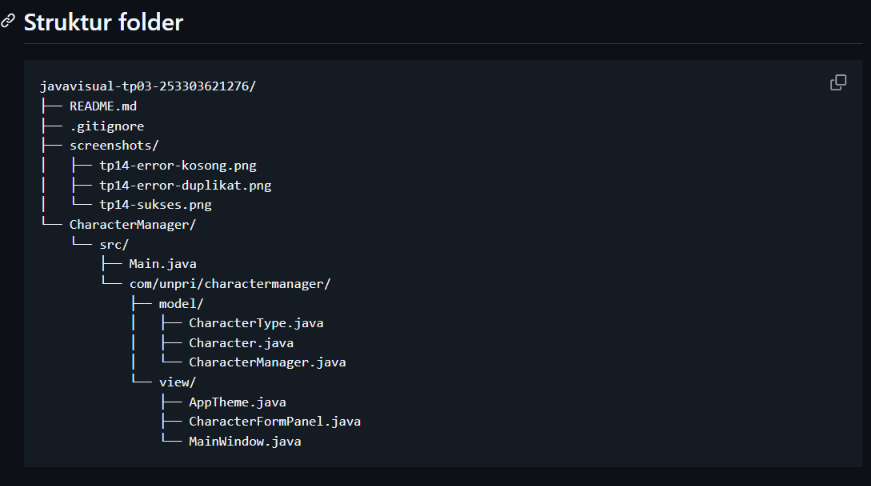 Struktur folder
javavisual-tp03-253303621276/
├── README.md
├── .gitignore
├── screenshots/
│   ├── tp14-error-kosong.png
│   ├── tp14-error-duplikat.png
│   └── tp14-sukses.png
└── CharacterManager/
    └── src/
        ├── Main.java
        └── com/unpri/charactermanager/
            ├── model/
            │   ├── CharacterType.java
            │   ├── Character.java
            │   └── CharacterManager.java
            └── view/
                ├── AppTheme.java
                ├── CharacterFormPanel.java
                └── MainWindow.java